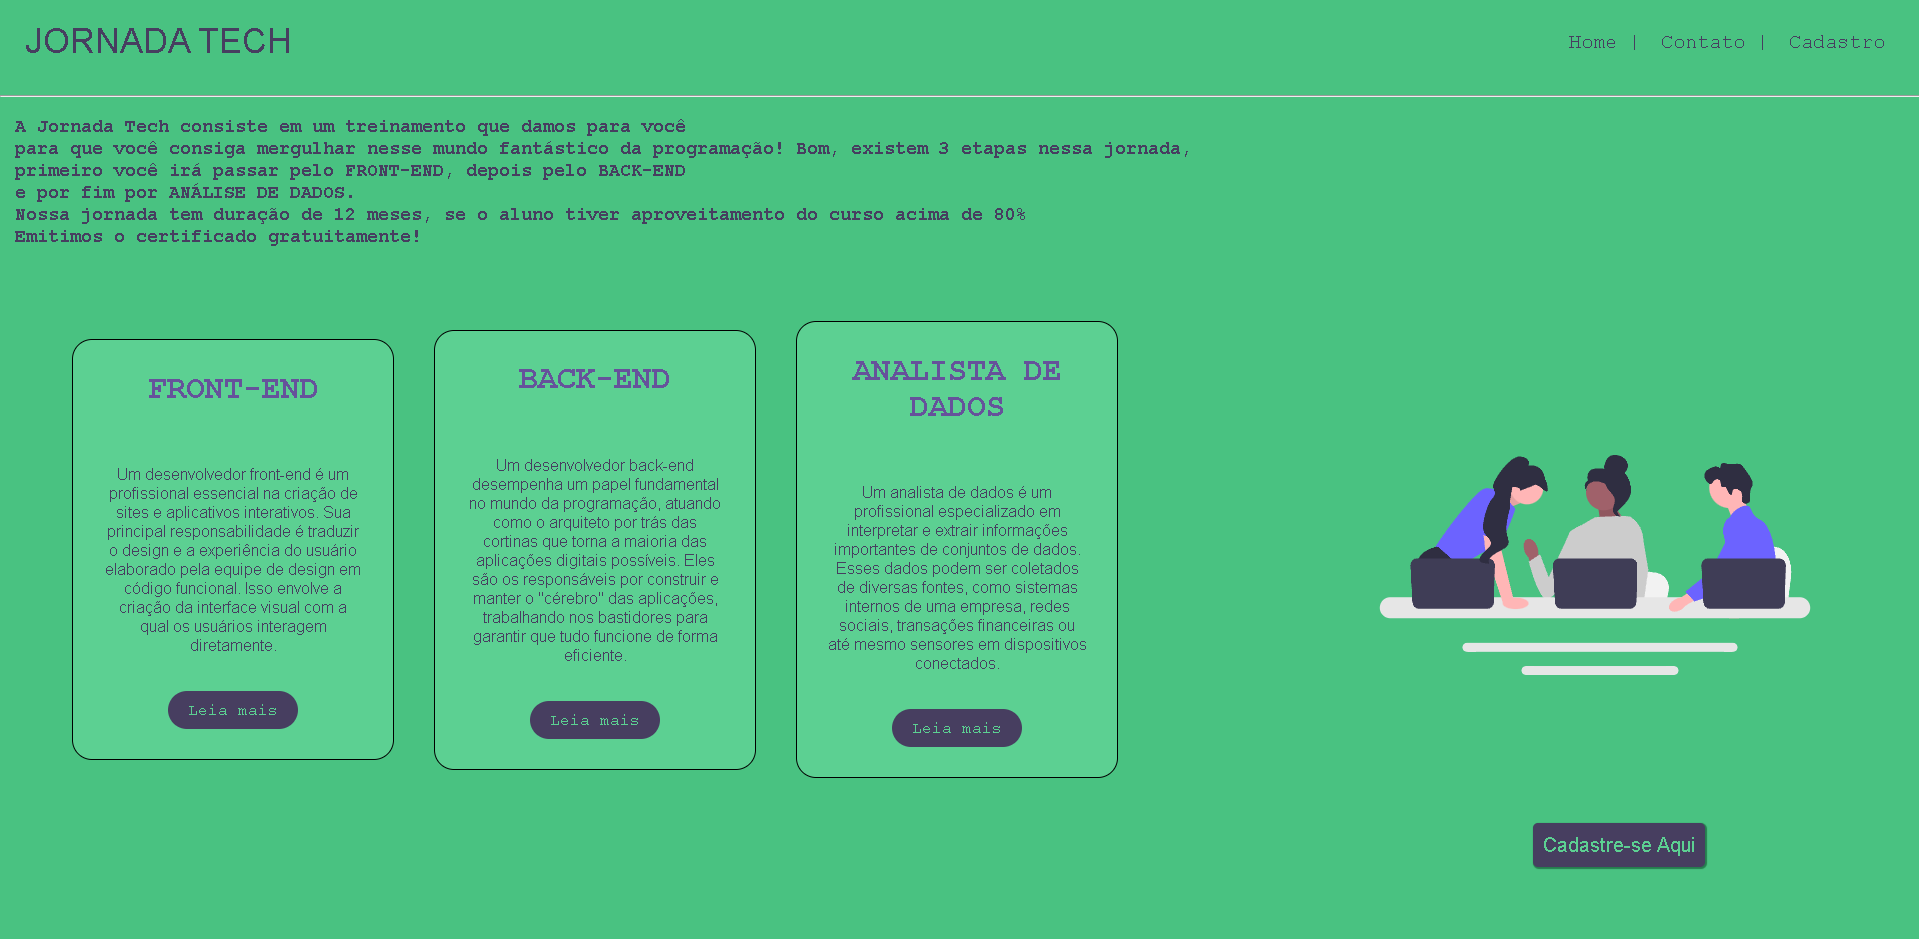 JORNADA TECH
Home | Contato | Cadastro
A Jornada Tech consiste em um treinamento que damos para você
para que você consiga mergulhar nesse mundo fantástico da programação! Bom, existem 3 etapas nessa jornada,
primeiro você irá passar pelo FRONT-END, depois pelo BACK-END
e por fim por ANÁLISE DE DADOS.
Nossa jornada tem duração de 12 meses, se o aluno tiver aproveitamento do curso acima de 80%
Emitimos o certificado gratuitamente!
FRONT-END
Um desenvolvedor front-end é um
profissional essencial na criação de
sites e aplicativos interativos. Sua
principal responsabilidade é traduzir
o design e a experiência do usuário
elaborado pela equipe de design em
código funcional. Isso envolve a
criação da interface visual com a
qual os usuários interagem
diretamente.
Leia mais
BACK-END
Um desenvolvedor back-end
desempenha um papel fundamental
no mundo da programação, atuando
como o arquiteto por trás das
cortinas que torna a maioria das
aplicações digitais possíveis. Eles
são os responsáveis por construir e
manter o "cérebro" das aplicações,
trabalhando nos bastidores para
garantir que tudo funcione de forma
eficiente.
Leia mais
ANALISTA DE
DADOS
Um analista de dados é um
profissional especializado em
interpretar e extrair informações
importantes de conjuntos de dados.
Esses dados podem ser coletados
de diversas fontes, como sistemas
internos de uma empresa, redes
sociais, transações financeiras ou
até mesmo sensores em dispositivos
conectados.
Leia mais
Cadastre-se Aqui